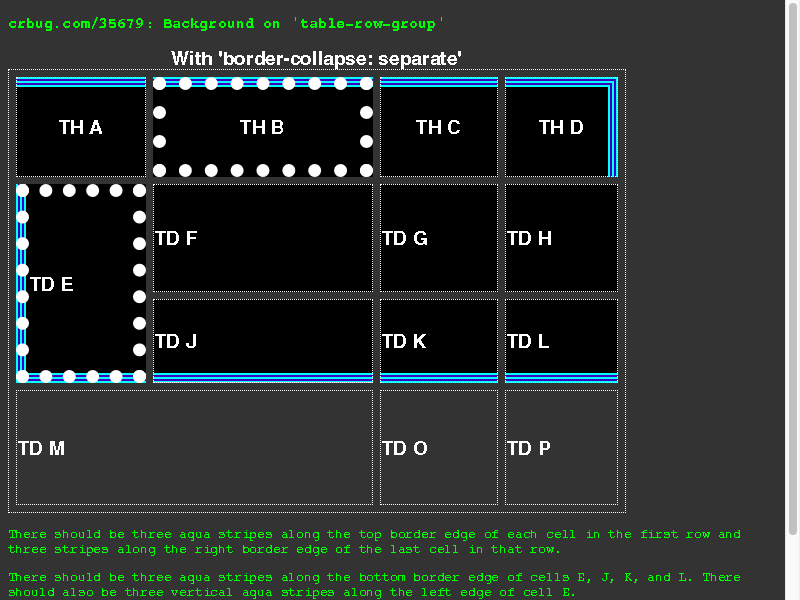 crbug.com/35679: Background on 'table-row-group'
With 'border-collapse: separate'
TH A TH B TH C TH D
TD E TD F TD G TD H
TD J TD K TD L
TD M TD O TD P
There should be three aqua stripes along the top border edge of each cell in the first row and
three stripes along the right border edge of the last cell in that row.
There should be three aqua stripes along the bottom border edge of cells E, J, K, and L. There
should also be three vertical aqua stripes along the left edge of cell E.